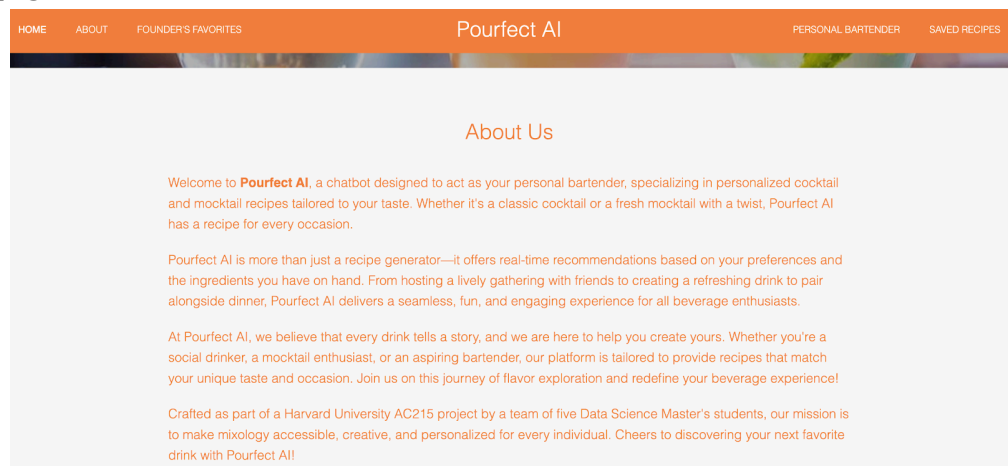 HOME ABOUT FOUNDER'S FAVORITES Pourfect AI PERSONAL BARTENDER SAVED RECIPES
About Us
Welcome to Pourfect AI, a chatbot designed to act as your personal bartender, specializing in personalized cocktail
and mocktail recipes tailored to your taste. Whether it's a classic cocktail or a fresh mocktail with a twist, Pourfect AI
has a recipe for every occasion.
Pourfect AI is more than just a recipe generator—it offers real-time recommendations based on your preferences and
the ingredients you have on hand. From hosting a lively gathering with friends to creating a refreshing drink to pair
alongside dinner, Pourfect AI delivers a seamless, fun, and engaging experience for all beverage enthusiasts.
At Pourfect AI, we believe that every drink tells a story, and we are here to help you create yours. Whether you're a
social drinker, a mocktail enthusiast, or an aspiring bartender, our platform is tailored to provide recipes that match
your unique taste and occasion. Join us on this journey of flavor exploration and redefine your beverage experience!
Crafted as part of a Harvard University AC215 project by a team of five Data Science Master's students, our mission is
to make mixology accessible, creative, and personalized for every individual. Cheers to discovering your next favorite
drink with Pourfect AI!